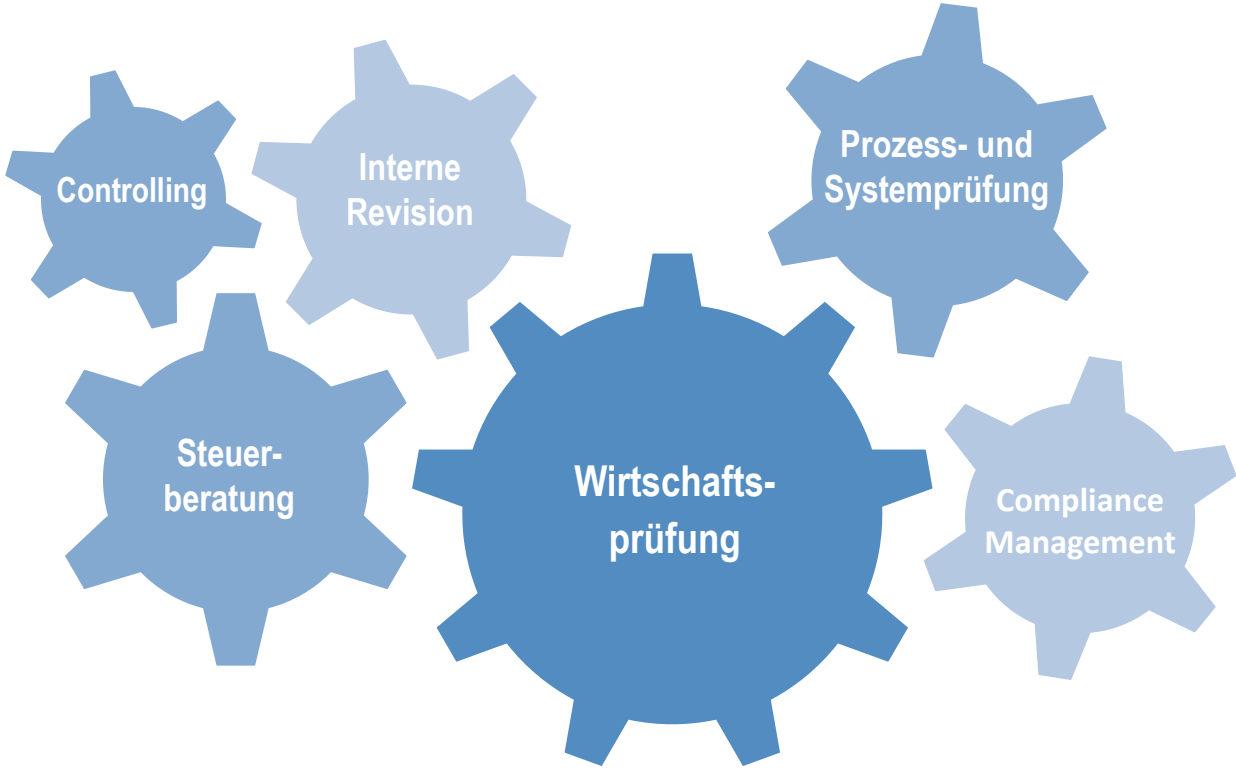 Controlling
Interne
Revision
Prozess- und
Systemprüfung
Steuer-
beratung
Wirtschafts-
prüfung
Compliance
Management